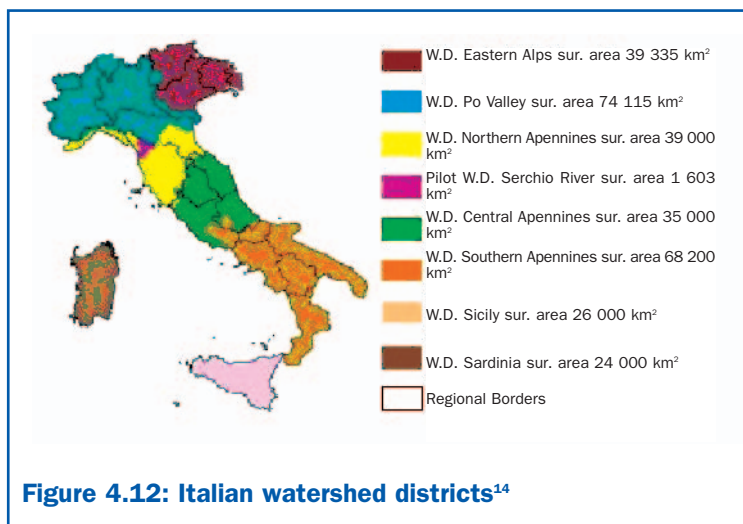 W.D. Eastern Alps sur. area 39 335 km²
W.D. Po Valley sur. area 74 115 km²
W.D. Northern Apennines sur. area 39 000
km²
Pilot W.D. Serchio River sur. area 1 603
km²
W.D. Central Apennines sur. area 35 000
km²
W.D. Southern Apennines sur. area 68 200
km²
W.D. Sicily sur. area 26 000 km²
W.D. Sardinia sur. area 24 000 km²
Regional Borders
Figure 4.12: Italian watershed districts¹⁴